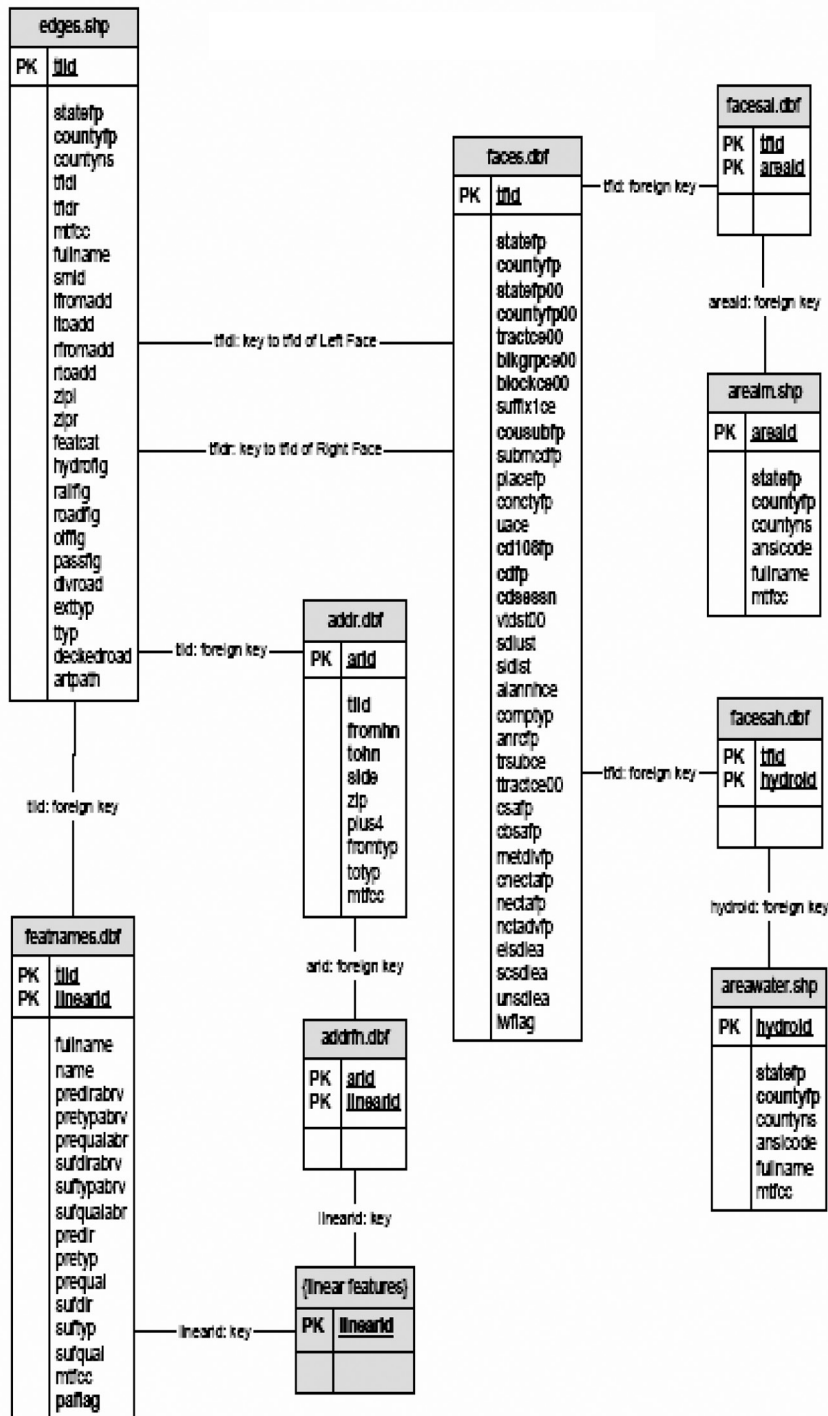 edges.shp
PK tlid
statefp
countyfp
countyns
tfidl
tfidr
mtfcc
fullname
smid
lfromadd
ltoadd
rfromadd
rtoadd
zipl
zipr
featcat
hydroflg
railflg
roadflg
olfflg
passflg
divroad
exttyp
ttyp
deckedroad
artpath
tlid: foreign key
featnames.dbf
PK tlid
PK linearid
fullname
name
predirabrv
pretypabrv
prequalabr
sufdirabrv
suftypabrv
sufqualabr
predir
pretyp
prequal
sufdir
suftyp
sufqual
mtfcc
paflag
tfidl: key to tfid of Left Face
tfidr: key to tfid of Right Face
tlid: foreign key
addr.dbf
PK arid
tlid
fromhn
tohn
side
zip
plus4
fromtyp
totyp
mtfcc
arid: foreign key
addrfn.dbf
PK arid
PK linearid
linearid: key
{linear features}
PK linearid
linearid: key
faces.dbf
PK tfid
statefp
countyfp
statefp00
countyfp00
tractce00
blkgrpce00
blockce00
suffix1ce
cousubfp
submcdfp
placefp
conctyfp
uace
cd108fp
cdfp
cdsessn
vtdst00
sdlust
sldlst
aiannhce
comptyp
anrcfp
trsubce
ttractce00
csafp
cbsafp
metdivfp
cnectafp
nectafp
nctadvfp
elsdlea
scsdlea
unsdlea
lwflag
tfid: foreign key
facesal.dbf
PK tfid
PK areaid
areaid: foreign key
arealm.shp
PK areaid
statefp
countyfp
countyns
ansicode
fullname
mtfcc
tfid: foreign key
facesah.dbf
PK tfid
PK hydroid
hydroid: foreign key
areawater.shp
PK hydroid
statefp
countyfp
countyns
ansicode
fullname
mtfcc